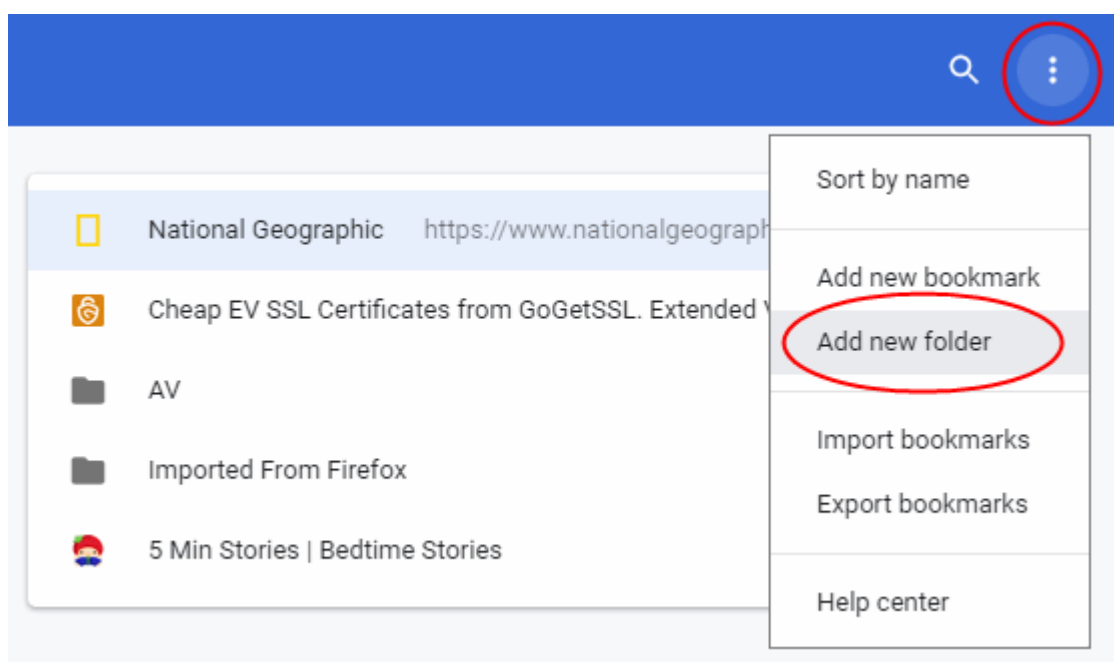 Sort by name
National Geographic https://www.nationalgeograph
Add new bookmark
Cheap EV SSL Certificates from GoGetSSL. Extended
Add new folder
AV
Import bookmarks
Imported From Firefox
Export bookmarks
5 Min Stories | Bedtime Stories
Help center